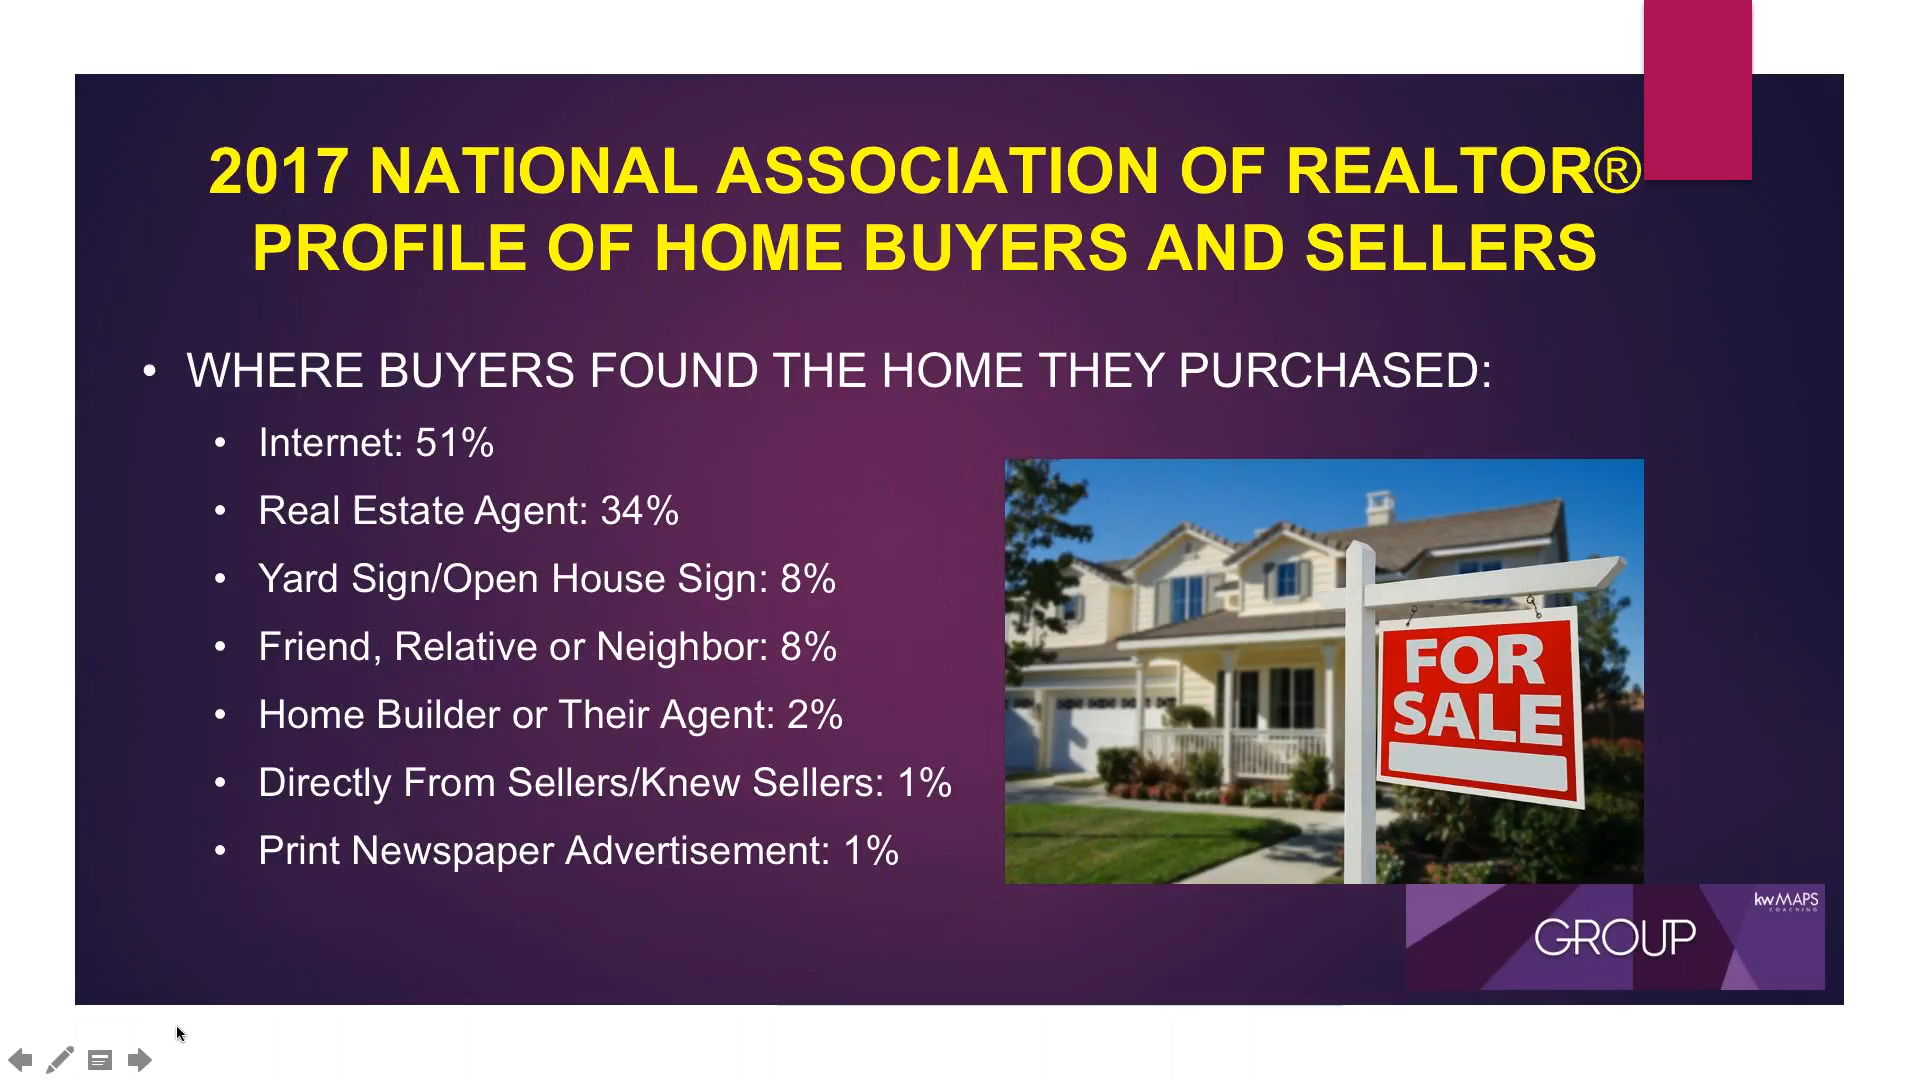 2017 NATIONAL ASSOCIATION OF REALTOR®
PROFILE OF HOME BUYERS AND SELLERS
• WHERE BUYERS FOUND THE HOME THEY PURCHASED:
• Internet: 51%
• Real Estate Agent: 34%
• Yard Sign/Open House Sign: 8%
• Friend, Relative or Neighbor: 8%
• Home Builder or Their Agent: 2%
• Directly From Sellers/Knew Sellers: 1%
• Print Newspaper Advertisement: 1%
FOR
SALE
kwMAPS
COACHING
GROUP